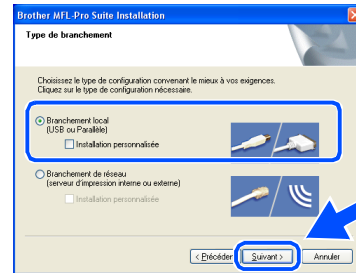 Brother MFL-Pro Suite Installation
Type de branchement
Choisissez le type de configuration convenant le mieux à vos exigences.
Cliquez sur le type de configuration nécessaire.
Branchement local
(USB ou Parallèle)
Installation personnalisée
Branchement de réseau
(serveur d'impression interne ou externe)
Installation personnalisée
< Précéder
Suivant >
Annuler